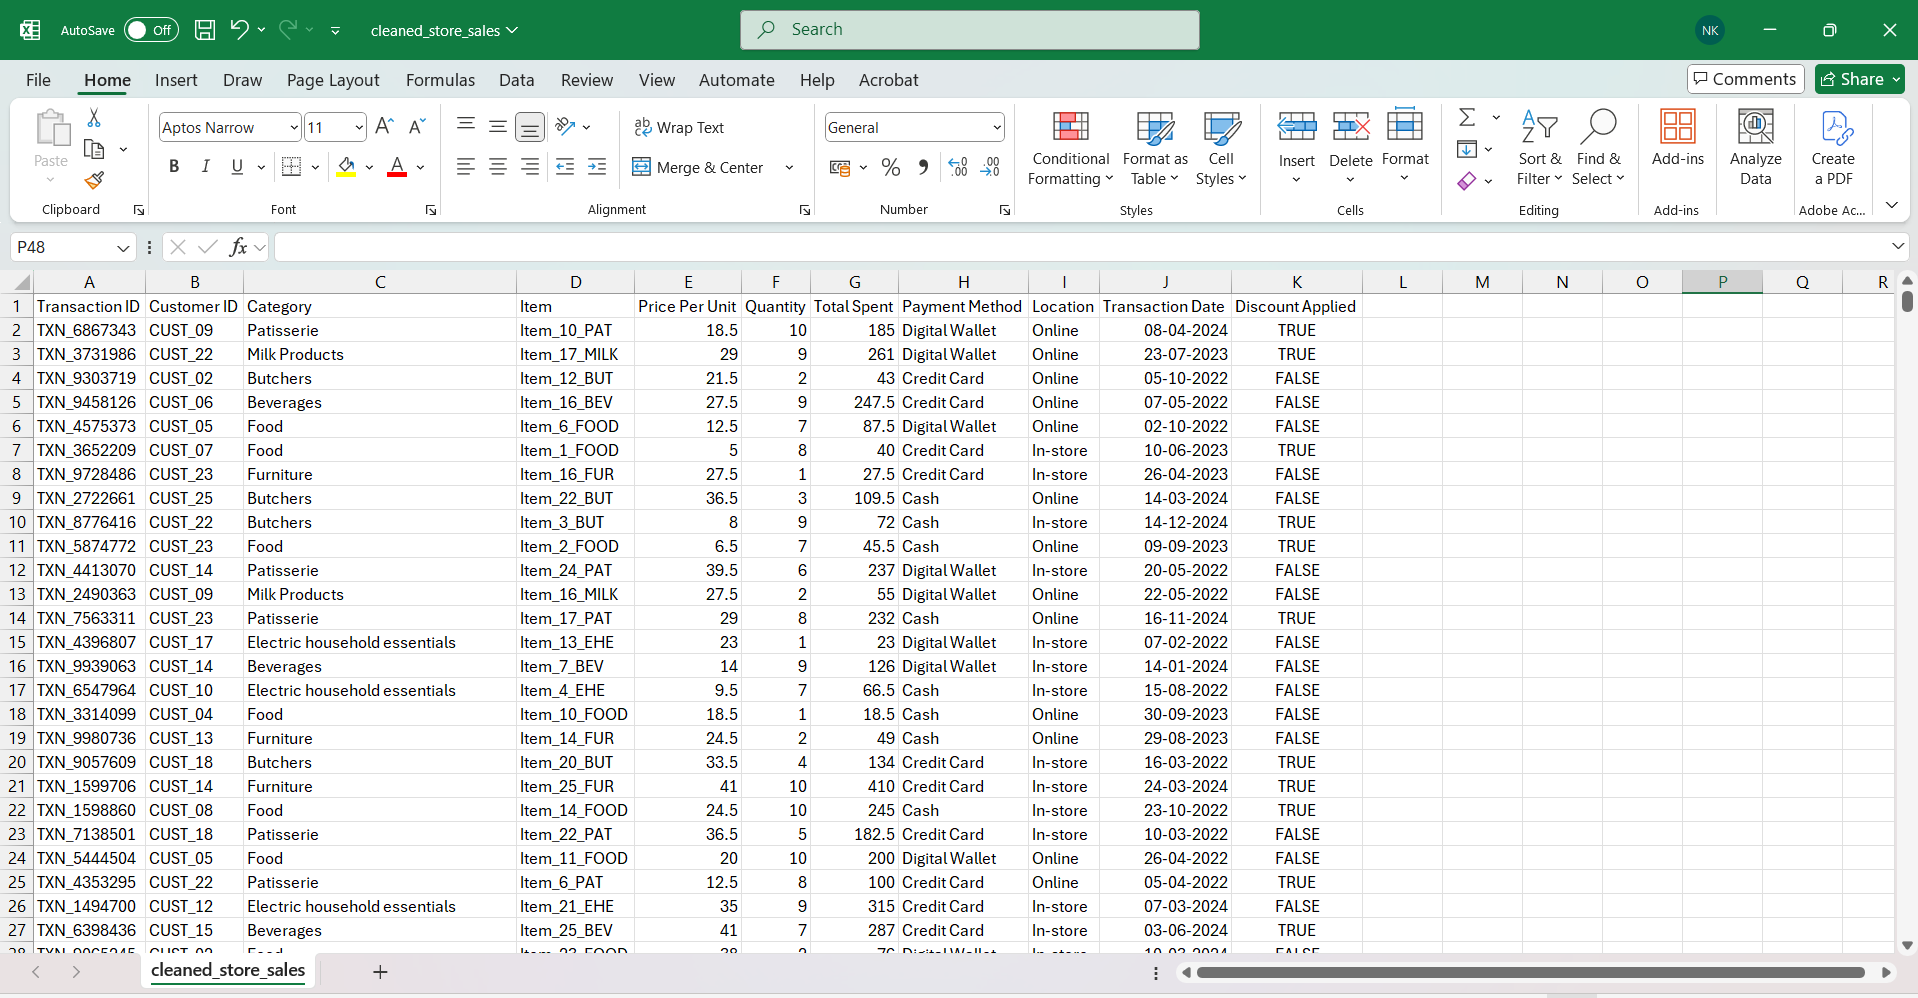 AutoSave Off cleaned_store_sales Search NK
File Home Insert Draw Page Layout Formulas Data Review View Automate Help Acrobat Comments Share
Paste Aptos Narrow 11 Wrap Text General Conditional Formatting Format as Table Cell Styles Insert Delete Format Sort & Filter Find & Select Add-ins Analyze Data Create a PDF
B I U A Merge & Center % 9 .00
Clipboard Font Alignment Number Styles Cells Editing Add-ins Adobe Ac...
P48 fx
A B C D E F G H I J K L M N O P Q R
1 Transaction ID Customer ID Category Item Price Per Unit Quantity Total Spent Payment Method Location Transaction Date Discount Applied
2 TXN_6867343 CUST_09 Patisserie Item_10_PAT 18.5 10 185 Digital Wallet Online 08-04-2024 TRUE
3 TXN_3731986 CUST_22 Milk Products Item_17_MILK 29 9 261 Digital Wallet Online 23-07-2023 TRUE
4 TXN_9303719 CUST_02 Butchers Item_12_BUT 21.5 2 43 Credit Card Online 05-10-2022 FALSE
5 TXN_9458126 CUST_06 Beverages Item_16_BEV 27.5 9 247.5 Credit Card Online 07-05-2022 FALSE
6 TXN_4575373 CUST_05 Food Item_6_FOOD 12.5 7 87.5 Digital Wallet Online 02-10-2022 FALSE
7 TXN_3652209 CUST_07 Food Item_1_FOOD 5 8 40 Credit Card In-store 10-06-2023 TRUE
8 TXN_9728486 CUST_23 Furniture Item_16_FUR 27.5 1 27.5 Credit Card In-store 26-04-2023 FALSE
9 TXN_2722661 CUST_25 Butchers Item_22_BUT 36.5 3 109.5 Cash Online 14-03-2024 FALSE
10 TXN_8776416 CUST_22 Butchers Item_3_BUT 8 9 72 Cash In-store 14-12-2024 TRUE
11 TXN_5874772 CUST_23 Food Item_2_FOOD 6.5 7 45.5 Cash Online 09-09-2023 TRUE
12 TXN_4413070 CUST_14 Patisserie Item_24_PAT 39.5 6 237 Digital Wallet In-store 20-05-2022 FALSE
13 TXN_2490363 CUST_09 Milk Products Item_16_MILK 27.5 2 55 Digital Wallet Online 22-05-2022 FALSE
14 TXN_7563311 CUST_23 Patisserie Item_17_PAT 29 8 232 Cash Online 16-11-2024 TRUE
15 TXN_4396807 CUST_17 Electric household essentials Item_13_EHE 23 1 23 Digital Wallet In-store 07-02-2022 FALSE
16 TXN_9939063 CUST_14 Beverages Item_7_BEV 14 9 126 Digital Wallet In-store 14-01-2024 FALSE
17 TXN_6547964 CUST_10 Electric household essentials Item_4_EHE 9.5 7 66.5 Cash In-store 15-08-2022 FALSE
18 TXN_3314099 CUST_04 Food Item_10_FOOD 18.5 1 18.5 Cash Online 30-09-2023 FALSE
19 TXN_9980736 CUST_13 Furniture Item_14_FUR 24.5 2 49 Cash Online 29-08-2023 FALSE
20 TXN_9057609 CUST_18 Butchers Item_20_BUT 33.5 4 134 Credit Card In-store 16-03-2022 TRUE
21 TXN_1599706 CUST_14 Furniture Item_25_FUR 41 10 410 Credit Card In-store 24-03-2024 TRUE
22 TXN_1598860 CUST_08 Food Item_14_FOOD 24.5 10 245 Cash In-store 23-10-2022 TRUE
23 TXN_7138501 CUST_18 Patisserie Item_22_PAT 36.5 5 182.5 Credit Card In-store 10-03-2022 FALSE
24 TXN_5444504 CUST_05 Food Item_11_FOOD 20 10 200 Digital Wallet Online 26-04-2022 FALSE
25 TXN_4353295 CUST_22 Patisserie Item_6_PAT 12.5 8 100 Credit Card Online 05-04-2022 TRUE
26 TXN_1494700 CUST_12 Electric household essentials Item_21_EHE 35 9 315 Credit Card In-store 07-03-2024 FALSE
27 TXN_6398436 CUST_15 Beverages Item_25_BEV 41 7 287 Credit Card In-store 03-06-2024 TRUE
cleaned_store_sales